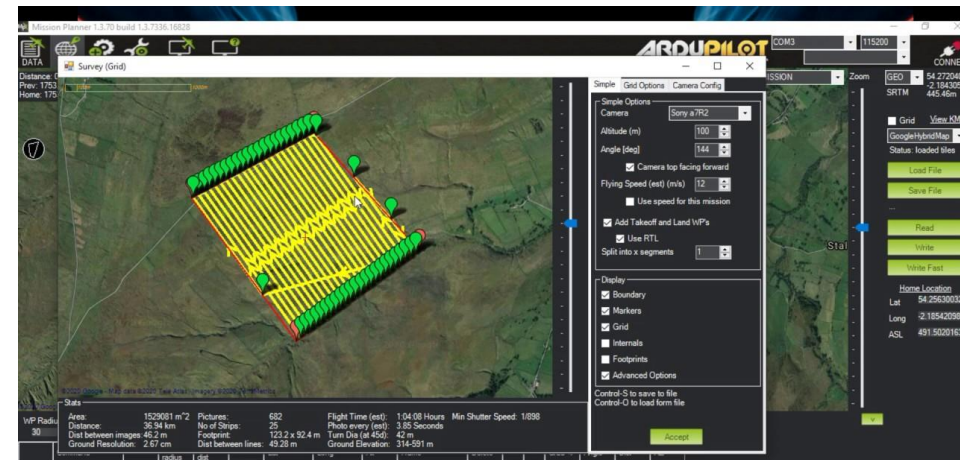 Mission Planner 1.3.70 build 1.3.7336.16828
DATA
ARDUPILOT
COM3
115200
CONNE
Survey (Grid)
Prev: 1753
Home: 175
Simple
Grid Options
Camera Config
Simple Options
Camera
Sony a7R2
Altitude (m)
100
Angle [deg]
144
Camera top facing forward
Flying Speed (est) (m/s)
12
Use speed for this mission
Add Takeoff and Land WP's
Use RTL
Split into x segments
1
Display
Boundary
Markers
Grid
Internals
Footprints
Advanced Options
Control-S to save to file
Control-O to load form file
Accept
Stats
Area: 1529081 m^2
Distance: 36.94 km
Dist between images: 46.2 m
Ground Resolution: 2.67 cm
Pictures: 682
No of Strips: 25
Footprint: 123.2 x 92.4 m
Dist between lines: 49.28 m
Flight Time (est): 1:04:08 Hours
Photo every (est): 3.85 Seconds
Turn Dia (at 45d): 42 m
Ground Elevation: 314-591 m
Min Shutter Speed: 1/898
WP Radiu
30
radius
dist
ISSION
Zoom
Stal
GEO
54.272040
-2.184305
SRTM
445.46m
Grid
View KM
GoogleHybridMap
Status: loaded tiles
Load File
Save File
Read
Write
Write Fast
Home Location
Lat
54.25630032
Long
-2.18542098
ASL
491.5020163